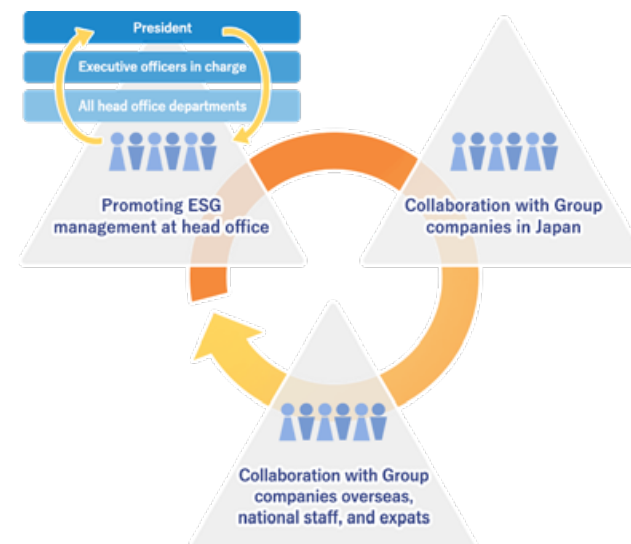 President
Executive officers in charge
All head office departments
Promoting ESG
management at head office
Collaboration with Group
companies in Japan
Collaboration with Group
companies overseas,
national staff, and expats